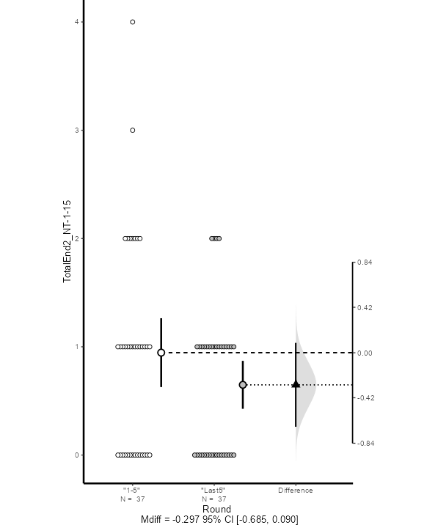 4
3
2
1
0
TotalEnd2_NT-1-15
0.84
0.42
0.00
-0.42
-0.84
"1-5" "Last5" Difference
N = 37 N = 37
Round
Mdiff = -0.297 95% CI [-0.685, 0.090]